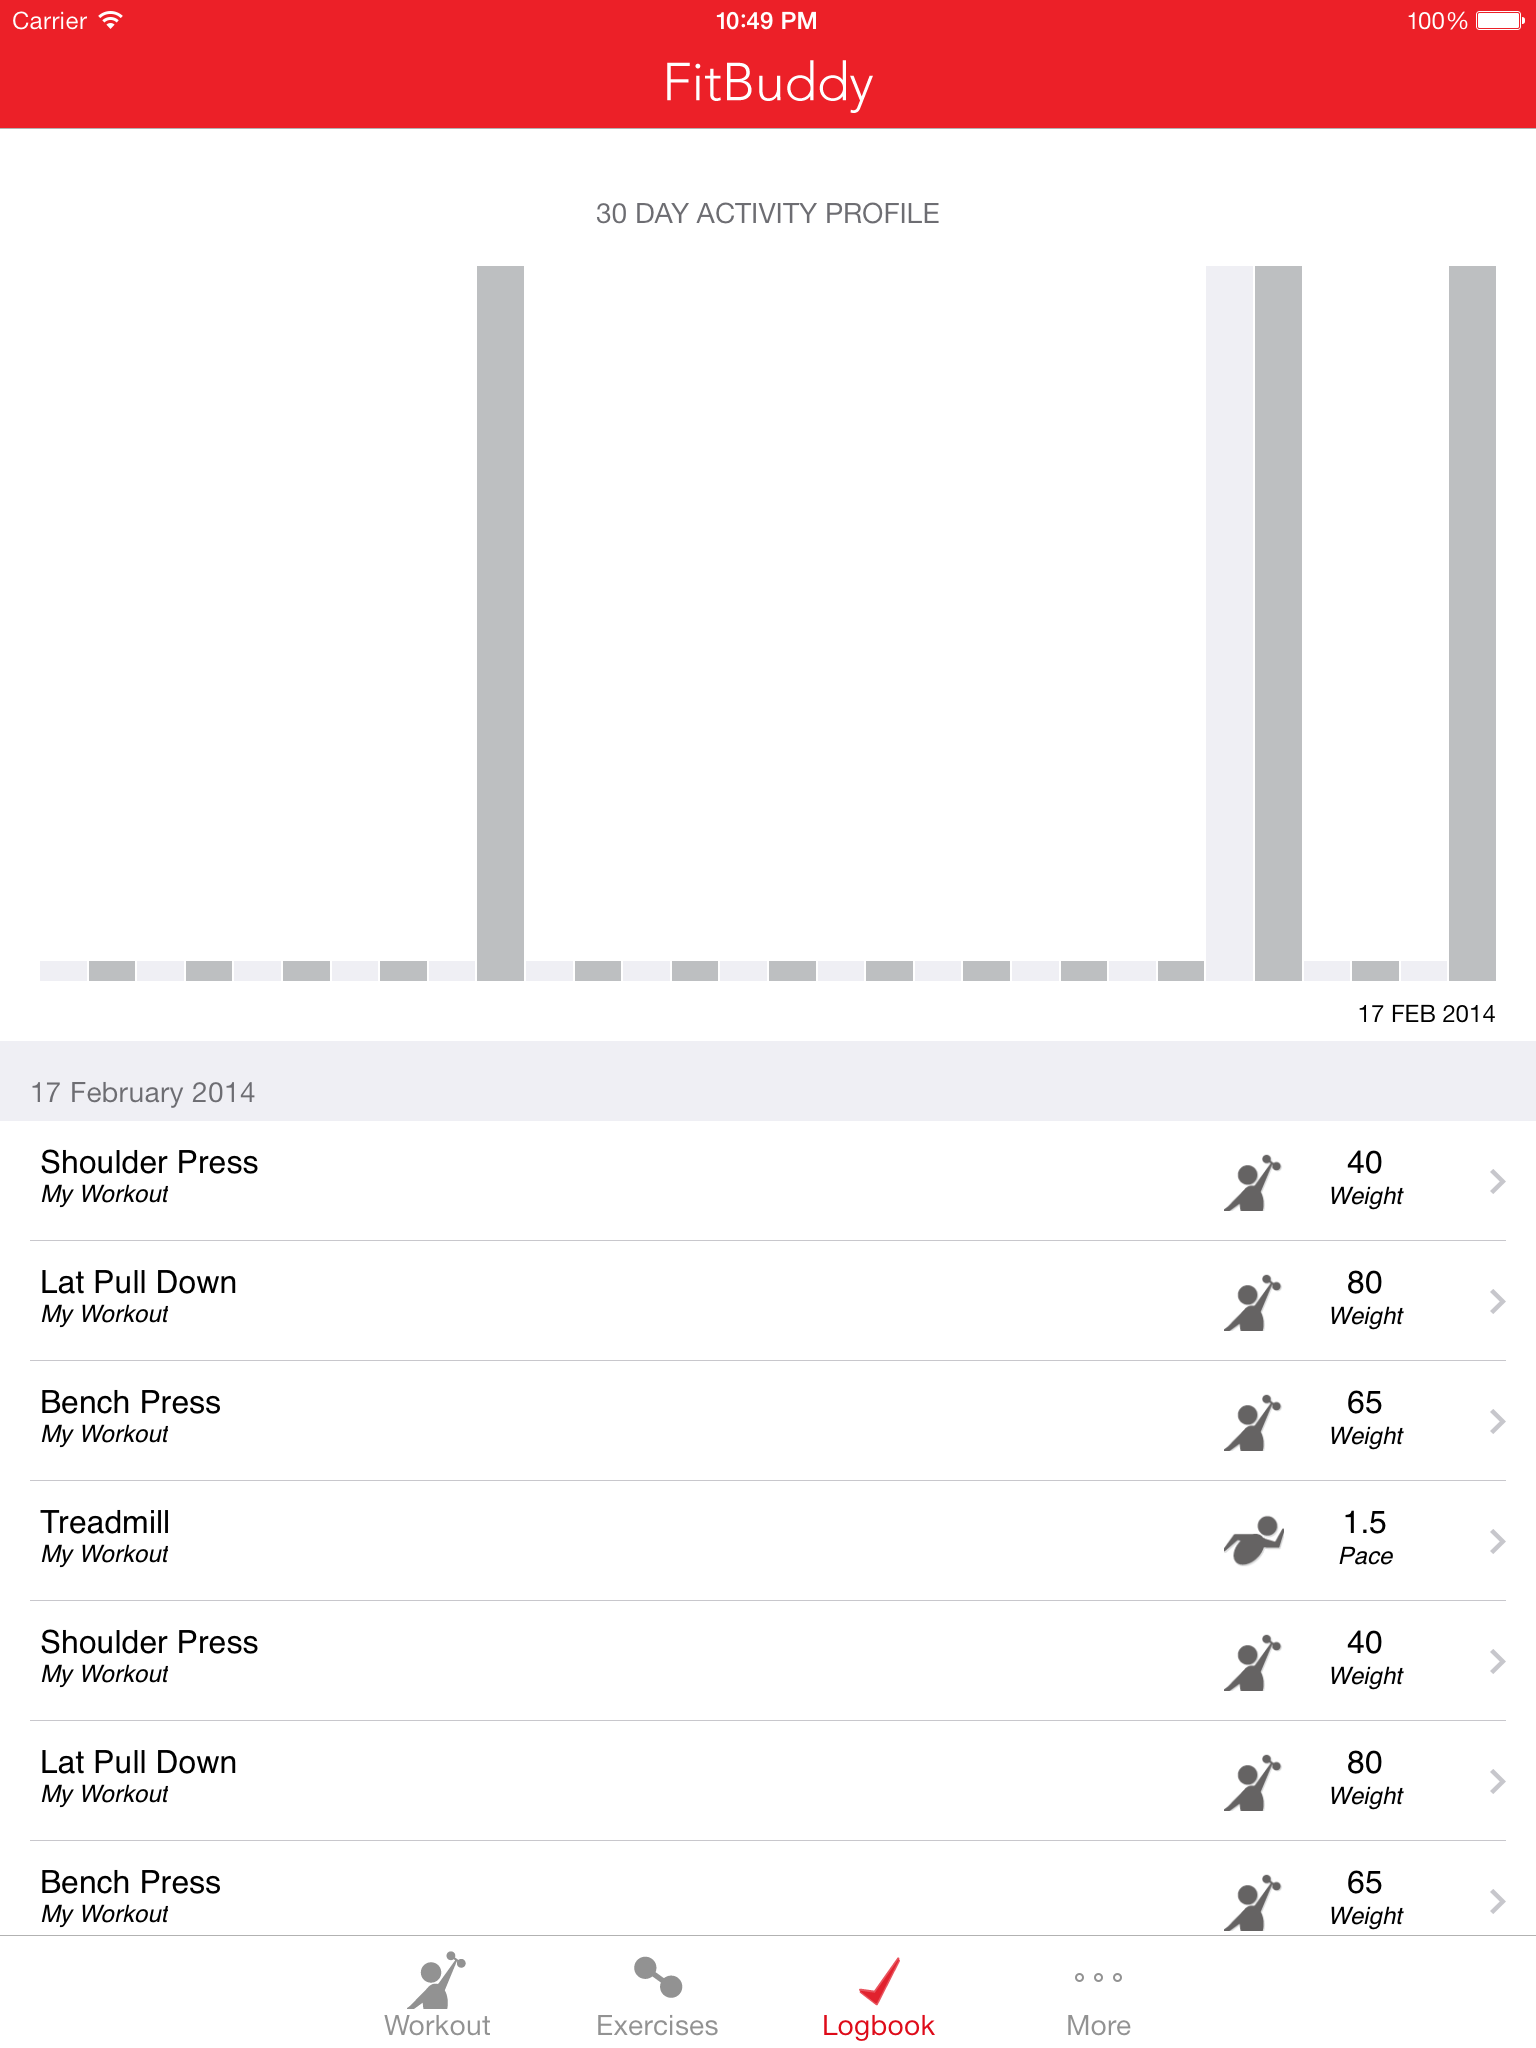 Carrier 10:49 PM 100%
FitBuddy
30 DAY ACTIVITY PROFILE
17 FEB 2014
17 February 2014
Shoulder Press 40
My Workout Weight
Lat Pull Down 80
My Workout Weight
Bench Press 65
My Workout Weight
Treadmill 1.5
My Workout Pace
Shoulder Press 40
My Workout Weight
Lat Pull Down 80
My Workout Weight
Bench Press 65
My Workout Weight
Workout Exercises Logbook More